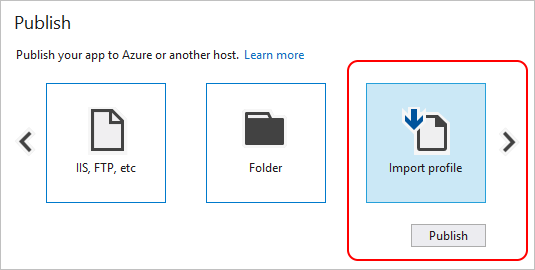 Publish
Publish your app to Azure or another host. Learn more
IIS, FTP, etc
Folder
Import profile
Publish